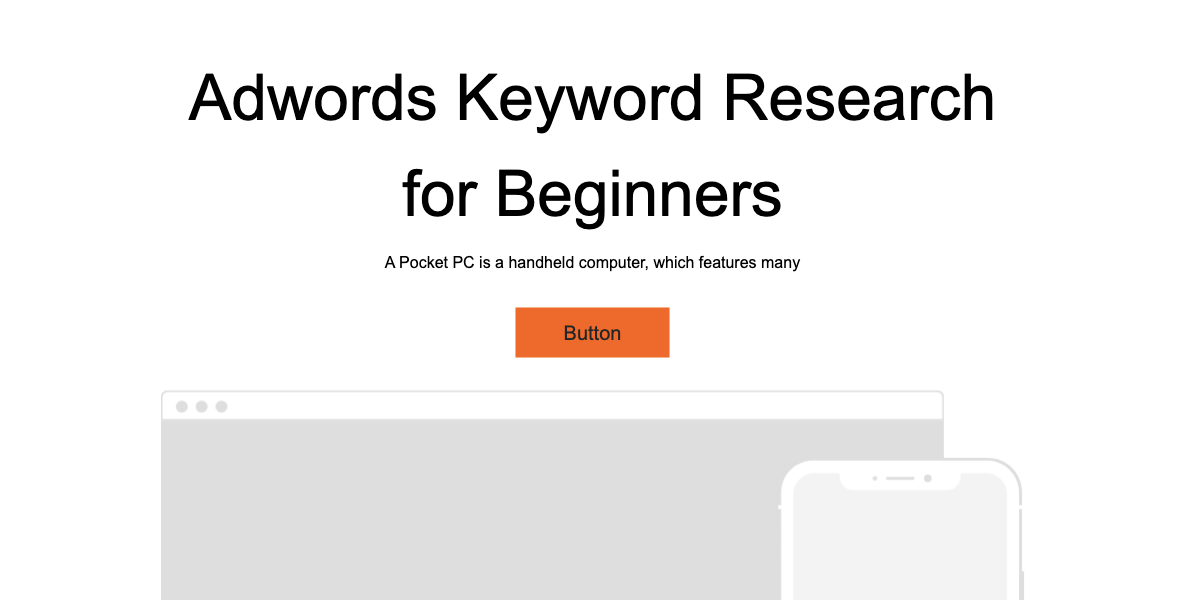 Adwords Keyword Research
for Beginners
A Pocket PC is a handheld computer, which features many
Button